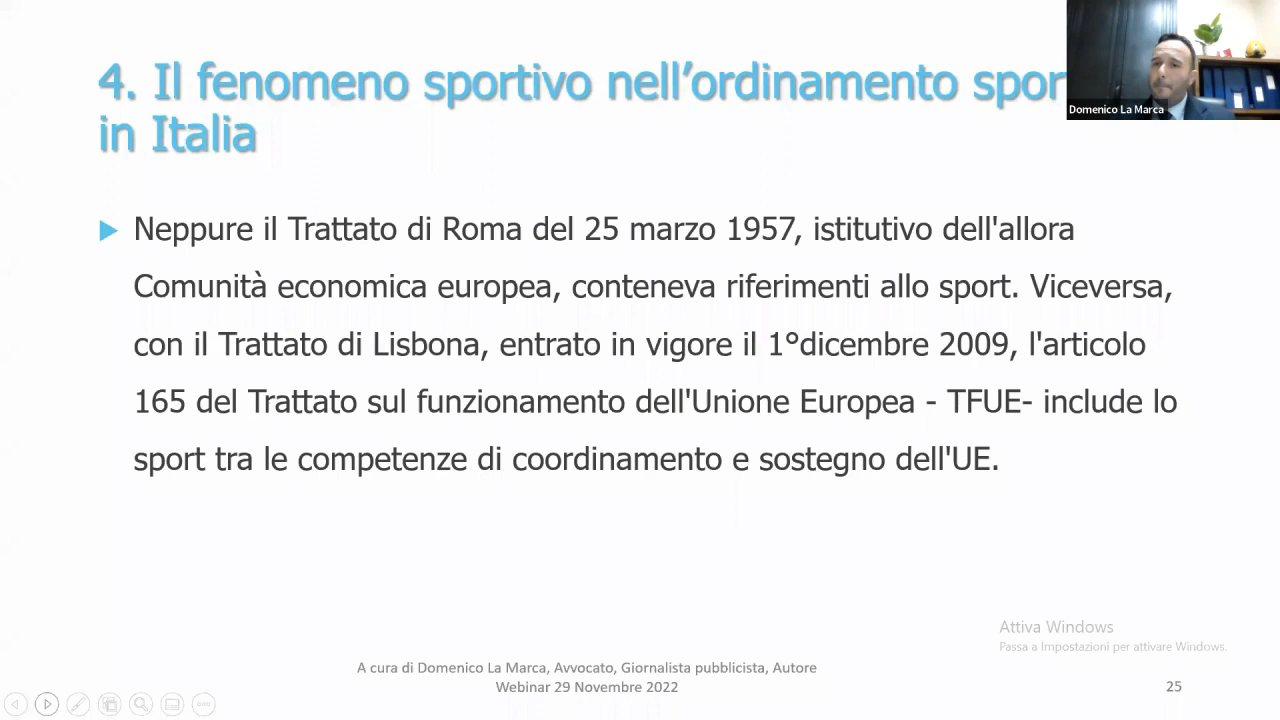 4. Il fenomeno sportivo nell’ordinamento
in Italia
Domenico La Marca
Neppure il Trattato di Roma del 25 marzo 1957, istitutivo dell'allora
Comunità economica europea, conteneva riferimenti allo sport. Viceversa,
con il Trattato di Lisbona, entrato in vigore il 1°dicembre 2009, l'articolo
165 del Trattato sul funzionamento dell'Unione Europea - TFUE- include lo
sport tra le competenze di coordinamento e sostegno dell'UE.
Attiva Windows
Passa a Impostazioni per attivare Windows.
A cura di Domenico La Marca, Avvocato, Giornalista pubblicista, Autore
Webinar 29 Novembre 2022
25